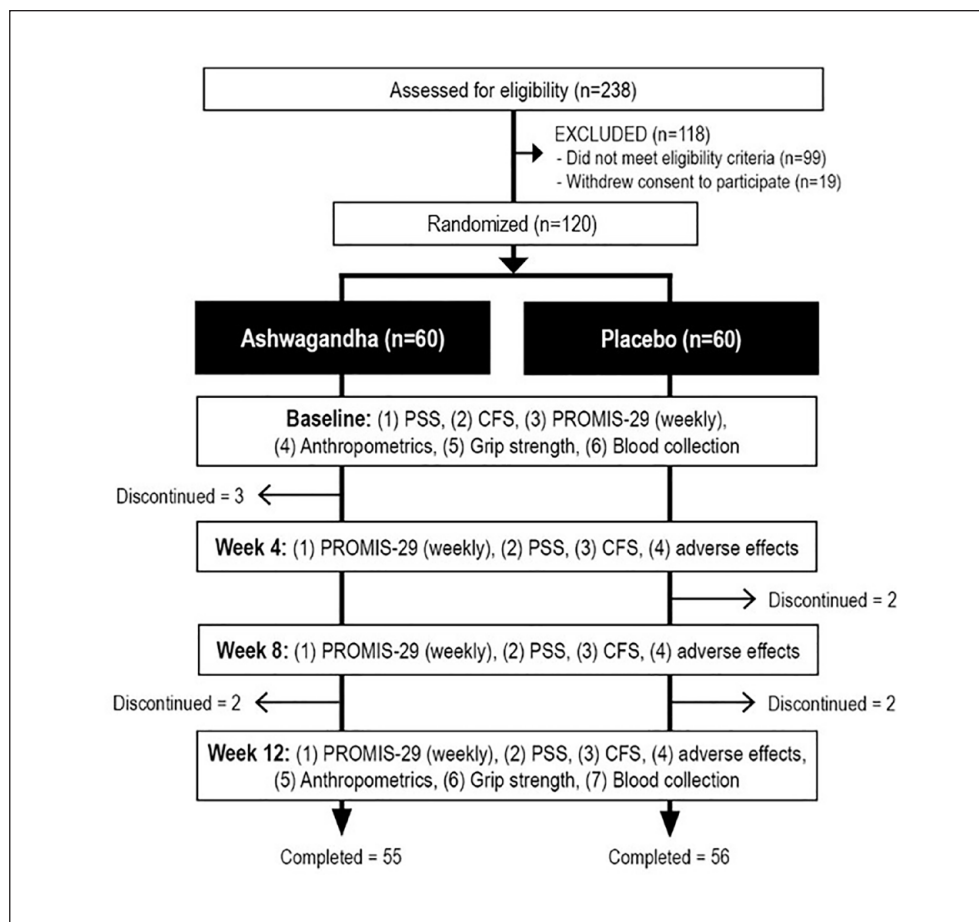 Assessed for eligibility (n=238)
EXCLUDED (n=118)
- Did not meet eligibility criteria (n=99)
- Withdrew consent to participate (n=19)
Randomized (n=120)
Ashwagandha (n=60)
Placebo (n=60)
Baseline: (1) PSS, (2) CFS, (3) PROMIS-29 (weekly),
(4) Anthropometrics, (5) Grip strength, (6) Blood collection
Discontinued = 3
Week 4: (1) PROMIS-29 (weekly), (2) PSS, (3) CFS, (4) adverse effects
Discontinued = 2
Week 8: (1) PROMIS-29 (weekly), (2) PSS, (3) CFS, (4) adverse effects
Discontinued = 2
Discontinued = 2
Week 12: (1) PROMIS-29 (weekly), (2) PSS, (3) CFS, (4) adverse effects,
(5) Anthropometrics, (6) Grip strength, (7) Blood collection
Completed = 55
Completed = 56